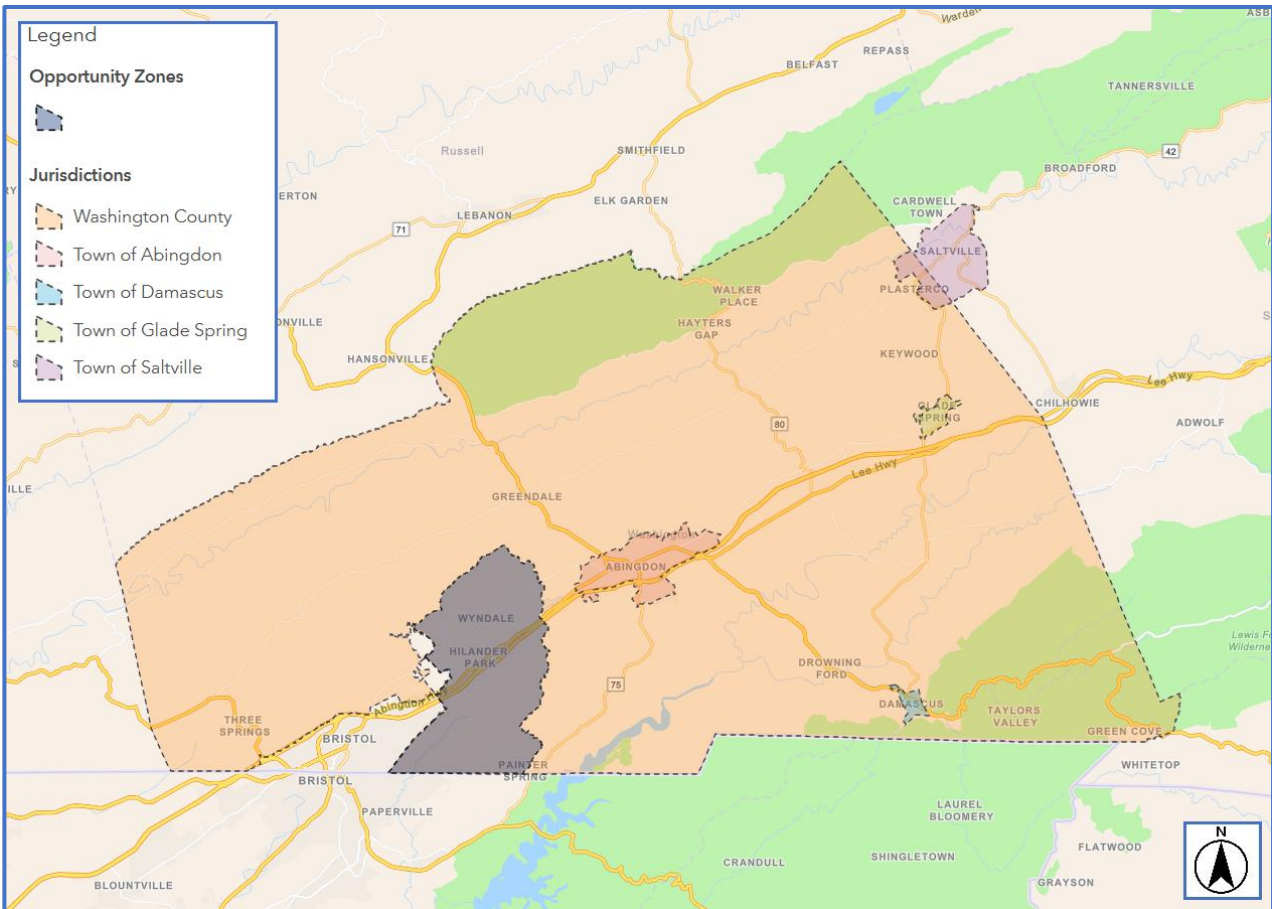 Legend
Opportunity Zones
Jurisdictions
Washington County
Town of Abingdon
Town of Damascus
Town of Glade Spring
Town of Saltville
ASB
REPASS
BELFAST
TANNERSVILLE
Russell
SMITHFIELD
42
BROADFORD
ERTON
ELK GARDEN
CARDWELL
TOWN
LEBANON
71
SALTVILLE
WALKER
PLACE
PLASTERCO
ONVILLE
HAYTERS
GAP
HANSONVILLE
KEYWOOD
Lee Hwy
GLADE
SPRING
CHILHOWIE
ADWOLF
80
Lee Hwy
ILLE
GREENDALE
Washington
ABINGDON
WYNDALE
HILANDER
PARK
DROWNING
FORD
75
DAMASCUS
TAYLORS
VALLEY
GREEN COVE
THREE
SPRINGS
BRISTOL
PAINTER
SPRING
WHITETOP
BRISTOL
PAPERVILLE
LAUREL
BLOOMERY
FLATWOOD
CRANDULL
SHINGLETOWN
BLOUNTVILLE
GRAYSON
N